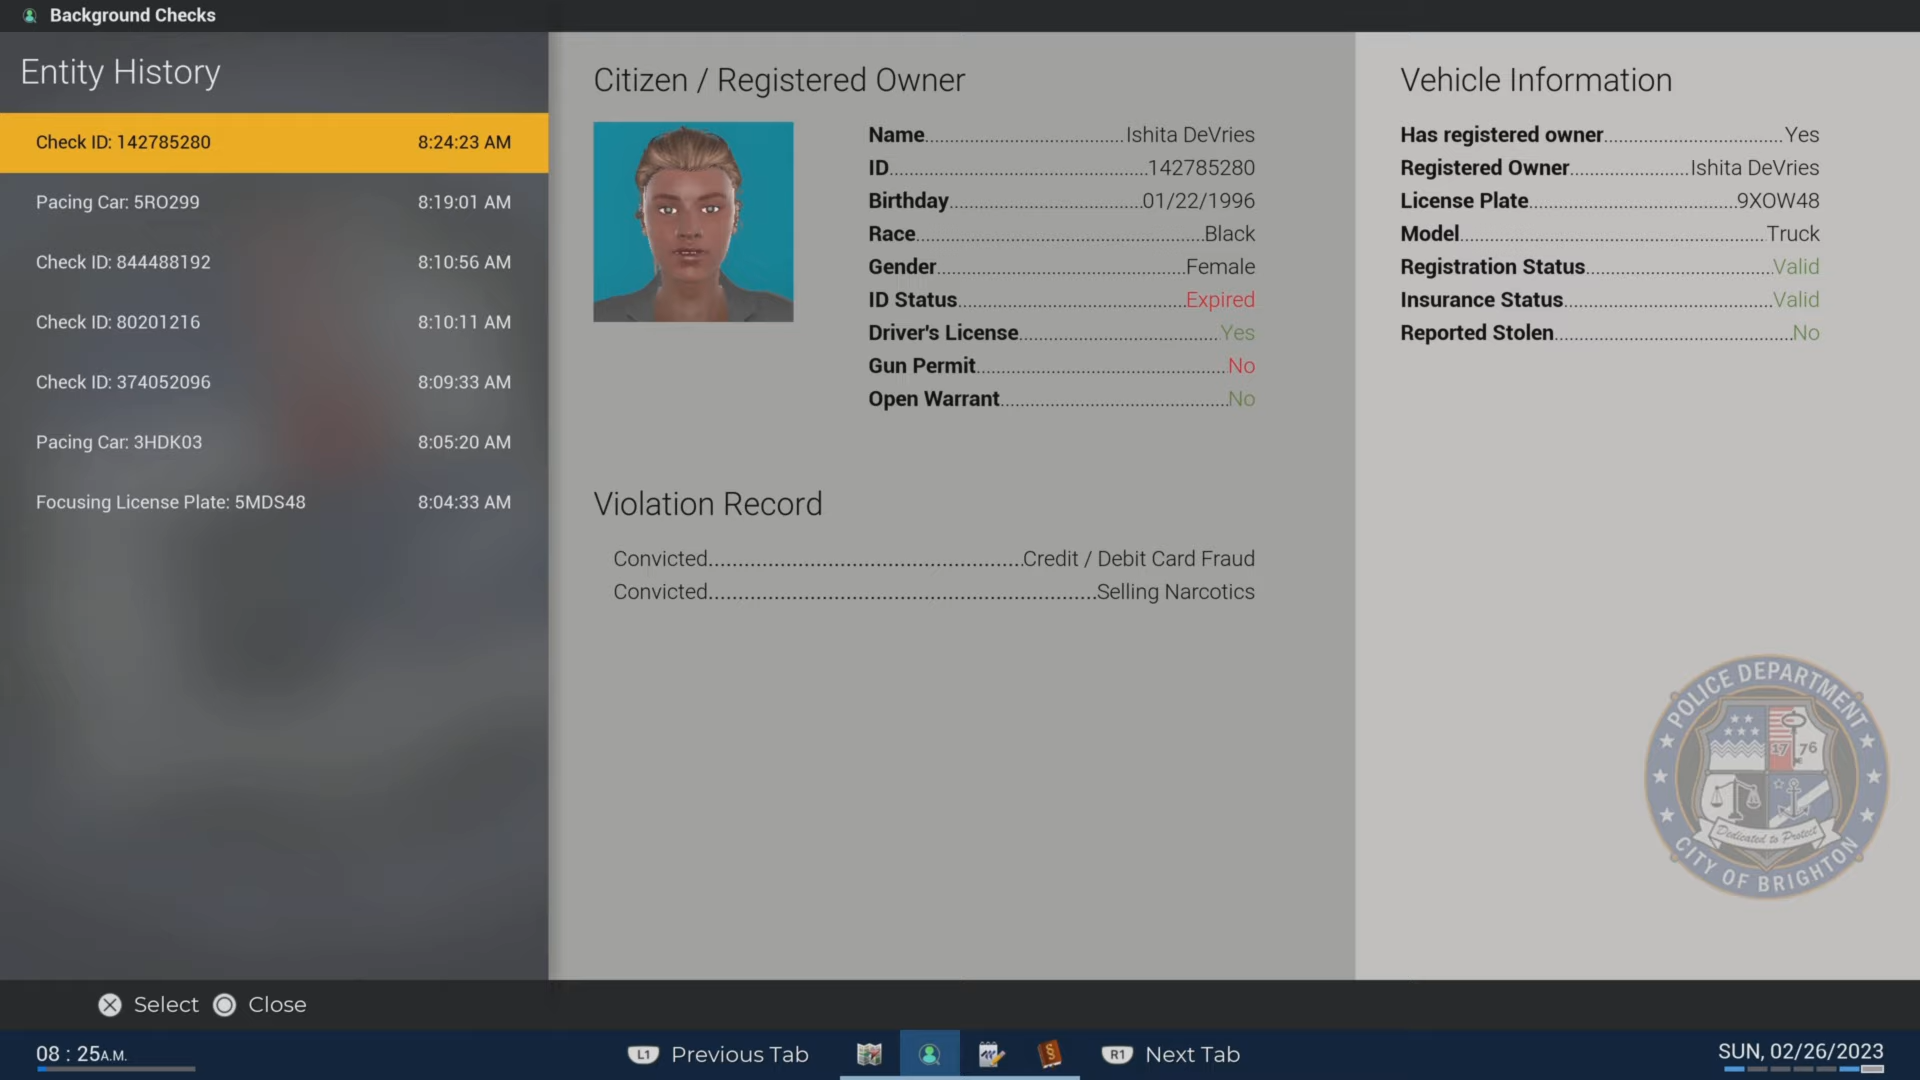 Background Checks
Entity History
Check ID: 142785280 8:24:23 AM
Pacing Car: 5RO299 8:19:01 AM
Check ID: 844488192 8:10:56 AM
Check ID: 80201216 8:10:11 AM
Check ID: 374052096 8:09:33 AM
Pacing Car: 3HDK03 8:05:20 AM
Focusing License Plate: 5MDS48 8:04:33 AM
Citizen / Registered Owner
Name Ishita DeVries
ID 142785280
Birthday 01/22/1996
Race Black
Gender Female
ID Status Expired
Driver's License Yes
Gun Permit No
Open Warrant No
Violation Record
Convicted Credit / Debit Card Fraud
Convicted Selling Narcotics
Vehicle Information
Has registered owner Yes
Registered Owner Ishita DeVries
License Plate 9XOW48
Model Truck
Registration Status Valid
Insurance Status Valid
Reported Stolen No
POLICE DEPARTMENT
17 76
Dedicated to Protect
CITY OF BRIGHTON
Select Close
08 : 25 A.M.
L1 Previous Tab
R1 Next Tab
SUN, 02/26/2023